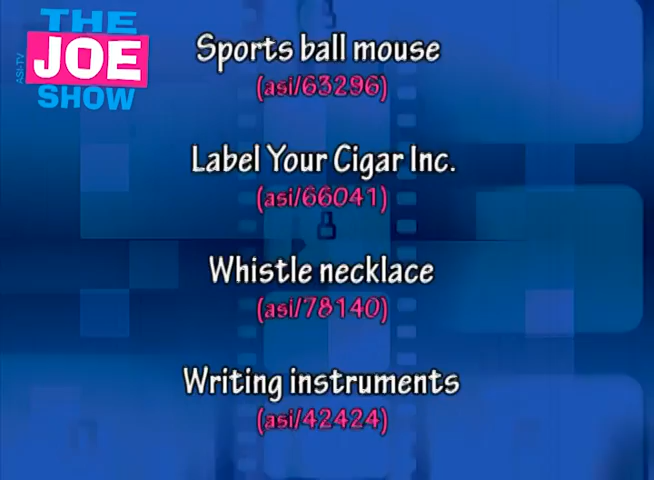 THE
JOE
SHOW
ASI-TV
Sports ball mouse
(asi/63296)
Label Your Cigar Inc.
(asi/66041)
Whistle necklace
(asi/78140)
Writing instruments
(asi/42424)